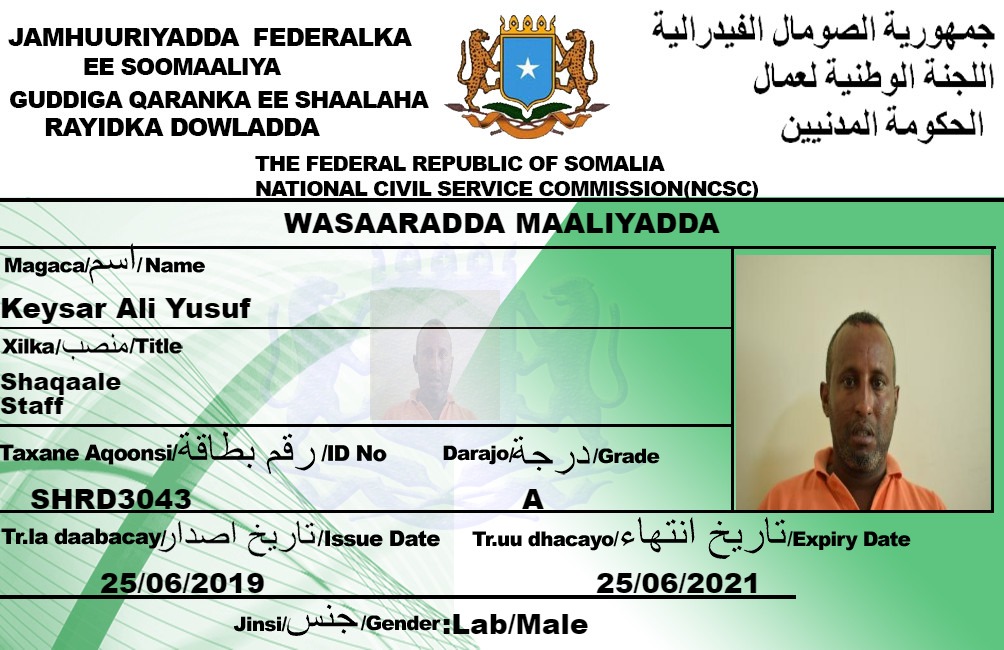 JAMHUURIYADDA FEDERALKA
EE SOOMAALIYA
GUDDIGA QARANKA EE SHAALAHA
RAYIDKA DOWLADDA
جمهورية الصومال الفيدرالية
اللجنة الوطنية لعمال
الحكومة المدنيين
THE FEDERAL REPUBLIC OF SOMALIA
NATIONAL CIVIL SERVICE COMMISSION(NCSC)
WASAARADDA MAALIYADDA
Magaca/اسم/Name
Keysar Ali Yusuf
Xilka/منصب/Title
Shaqaale
Staff
Taxane Aqoonsi/رقم بطاقة/ID No
SHRD3043
Darajo/درجة/Grade
A
Tr.la daabacay/تاريخ اصدار/Issue Date
25/06/2019
Tr.uu dhacayo/تاريخ انتهاء/Expiry Date
25/06/2021
Jinsi/جنس/Gender:Lab/Male